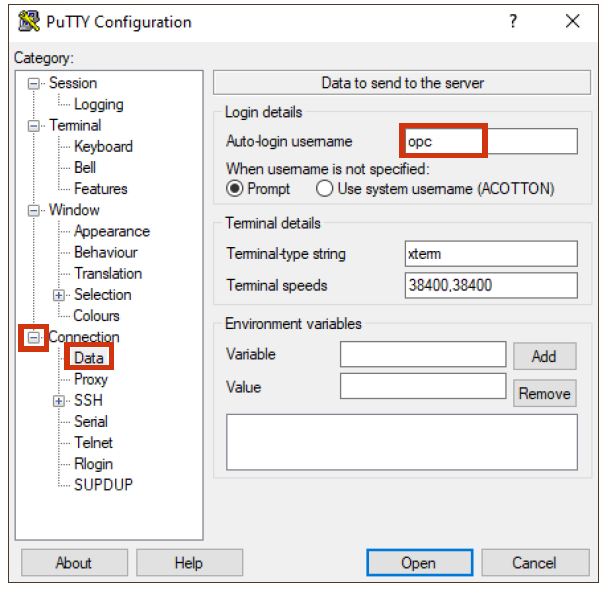 PuTTY Configuration
?
Category:
Session
Logging
Terminal
Keyboard
Bell
Features
Window
Appearance
Behaviour
Translation
Selection
Colours
Connection
Data
Proxy
SSH
Serial
Telnet
Rlogin
SUPDUP
Data to send to the server
Login details
Auto-login username opc
When username is not specified:
Prompt Use system username (ACOTTON)
Terminal details
Terminal-type string xterm
Terminal speeds 38400,38400
Environment variables
Variable Add
Value Remove
About Help Open Cancel